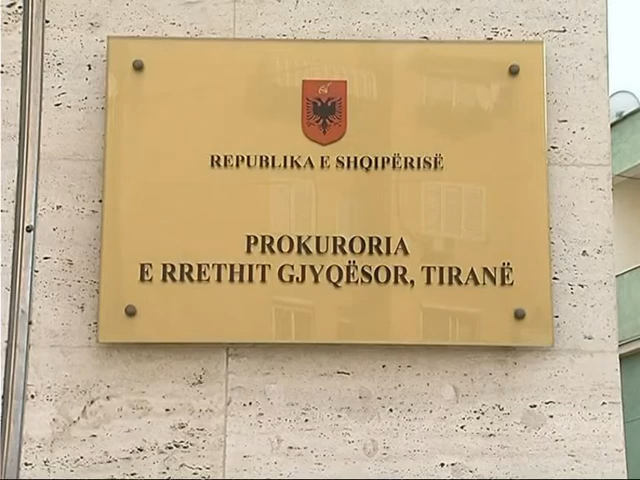 REPUBLIKA E SHQIPËRISË
PROKURORIA
E RRETHIT GJYQËSOR, TIRANË